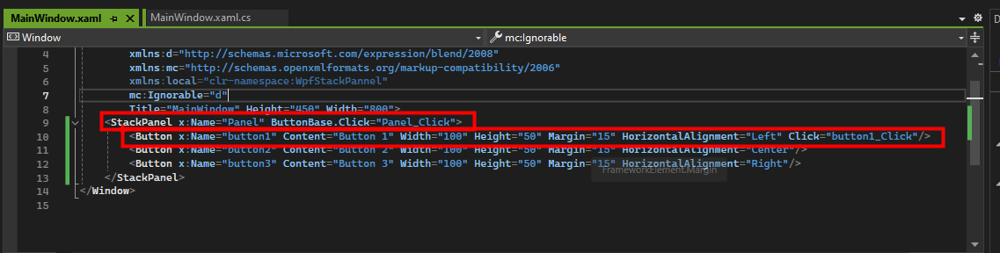 MainWindow.xaml
MainWindow.xaml.cs
Window
mc:Ignorable
D
4 xmlns:d="http://schemas.microsoft.com/expression/blend/2008"
5 xmlns:mc="http://schemas.openxmlformats.org/markup-compatibility/2006"
6 xmlns:local="clr-namespace:WpfStackPannel"
7 mc:Ignorable="d"
8 Title="MainWindow" Height="450" Width="800">
9 <StackPanel x:Name="Panel" ButtonBase.Click="Panel_Click">
10 <Button x:Name="button1" Content="Button 1" Width="100" Height="50" Margin="15" HorizontalAlignment="Left" Click="button1_Click"/>
11 <Button x:Name="button2" Content="Button 2" Width="100" Height="50" Margin="15" HorizontalAlignment="Center"/>
12 <Button x:Name="button3" Content="Button 3" Width="100" Height="50" Margin="15" HorizontalAlignment="Right"/>
FrameworkElement.Margin
13 </StackPanel>
14 </Window>
15